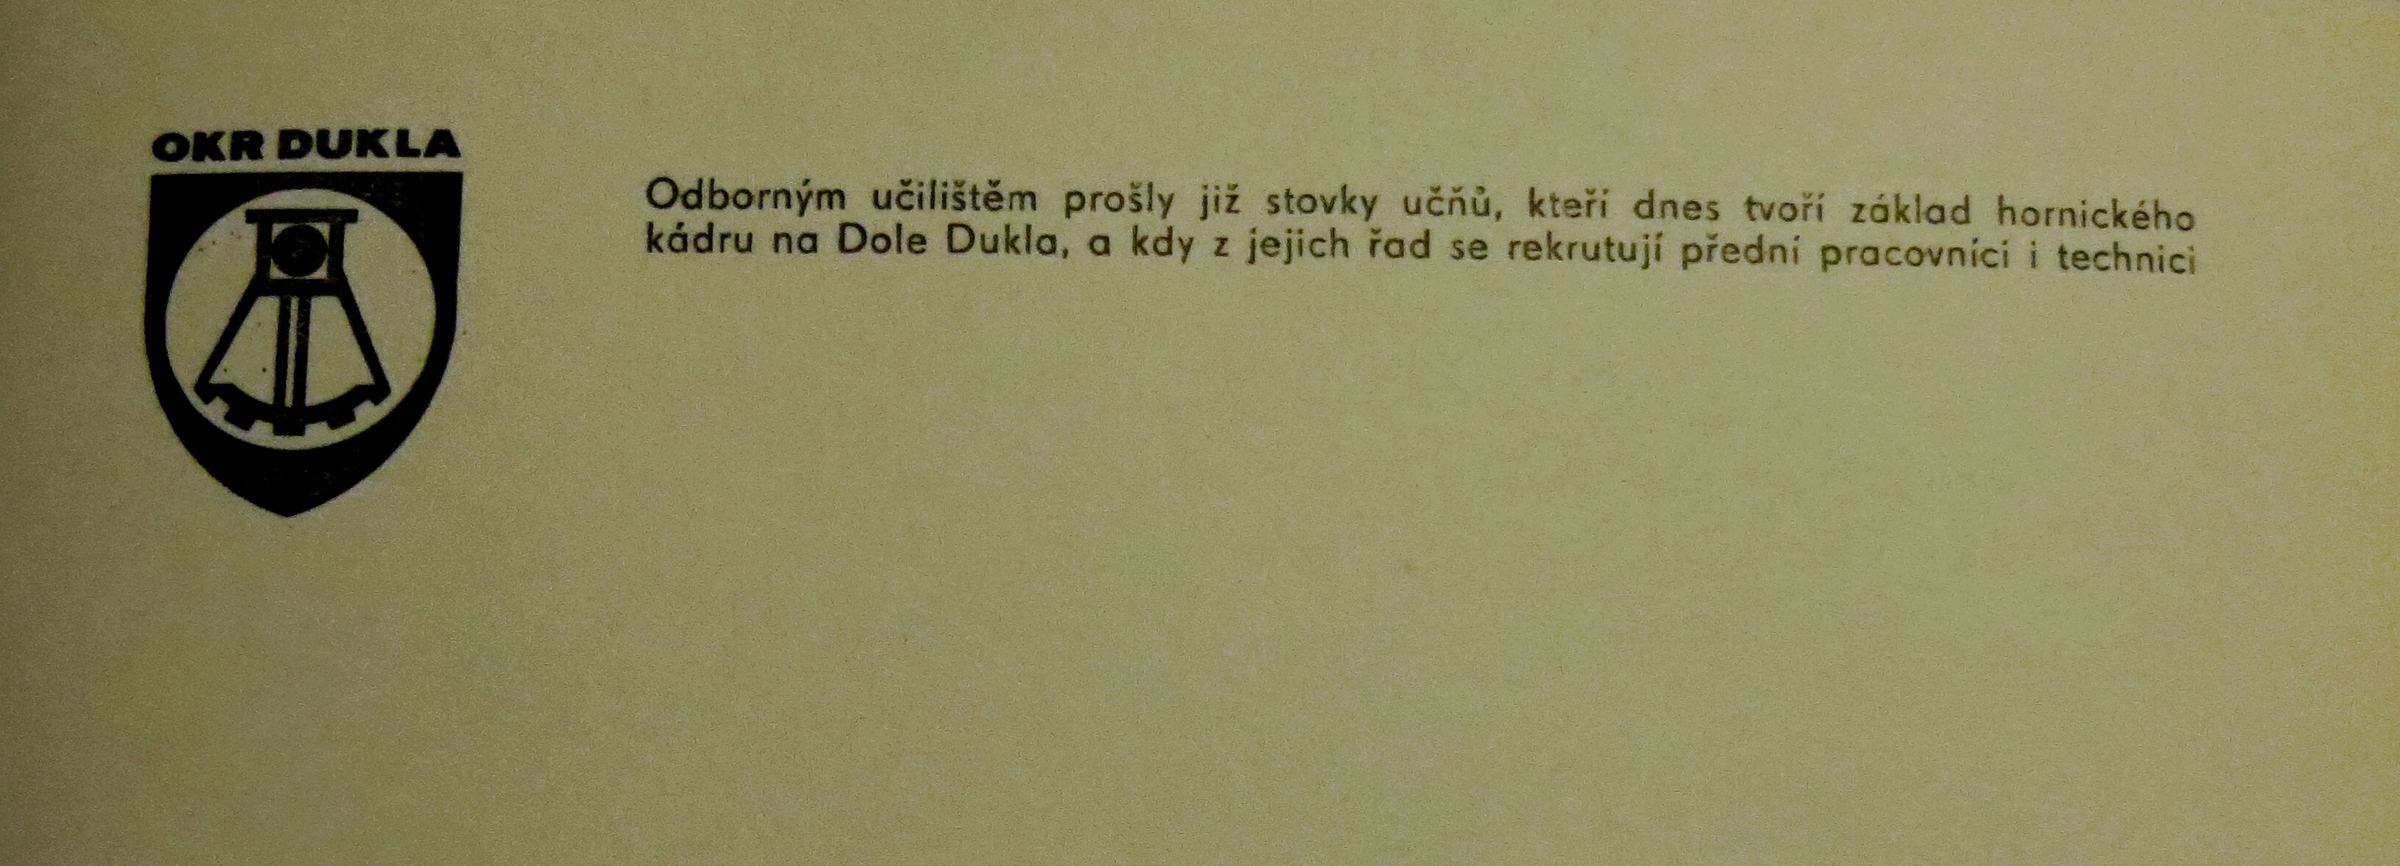 OKR DUKLA
Odborným učilištěm prošly již stovky učňů, kteří dnes tvoří základ hornického
kádru na Dole Dukla, a kdy z jejich řad se rekrutují přední pracovníci i technici